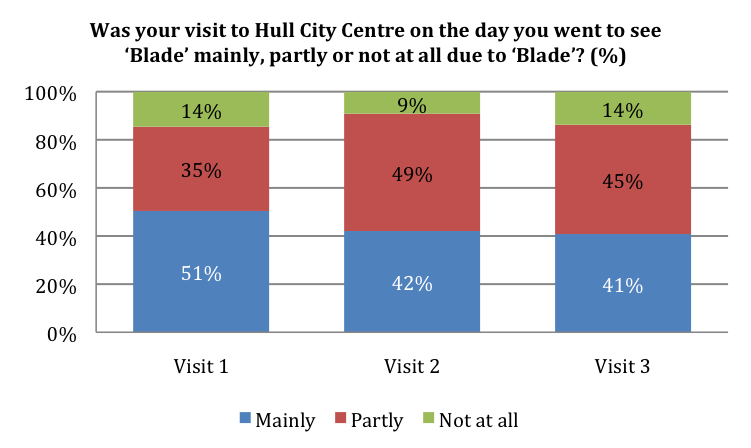 Was your visit to Hull City Centre on the day you went to see
‘Blade’ mainly, partly or not at all due to ‘Blade’? (%)
100%
80%
60%
40%
20%
0%
14%
9%
14%
35%
49%
45%
51%
42%
41%
Visit 1
Visit 2
Visit 3
Mainly
Partly
Not at all